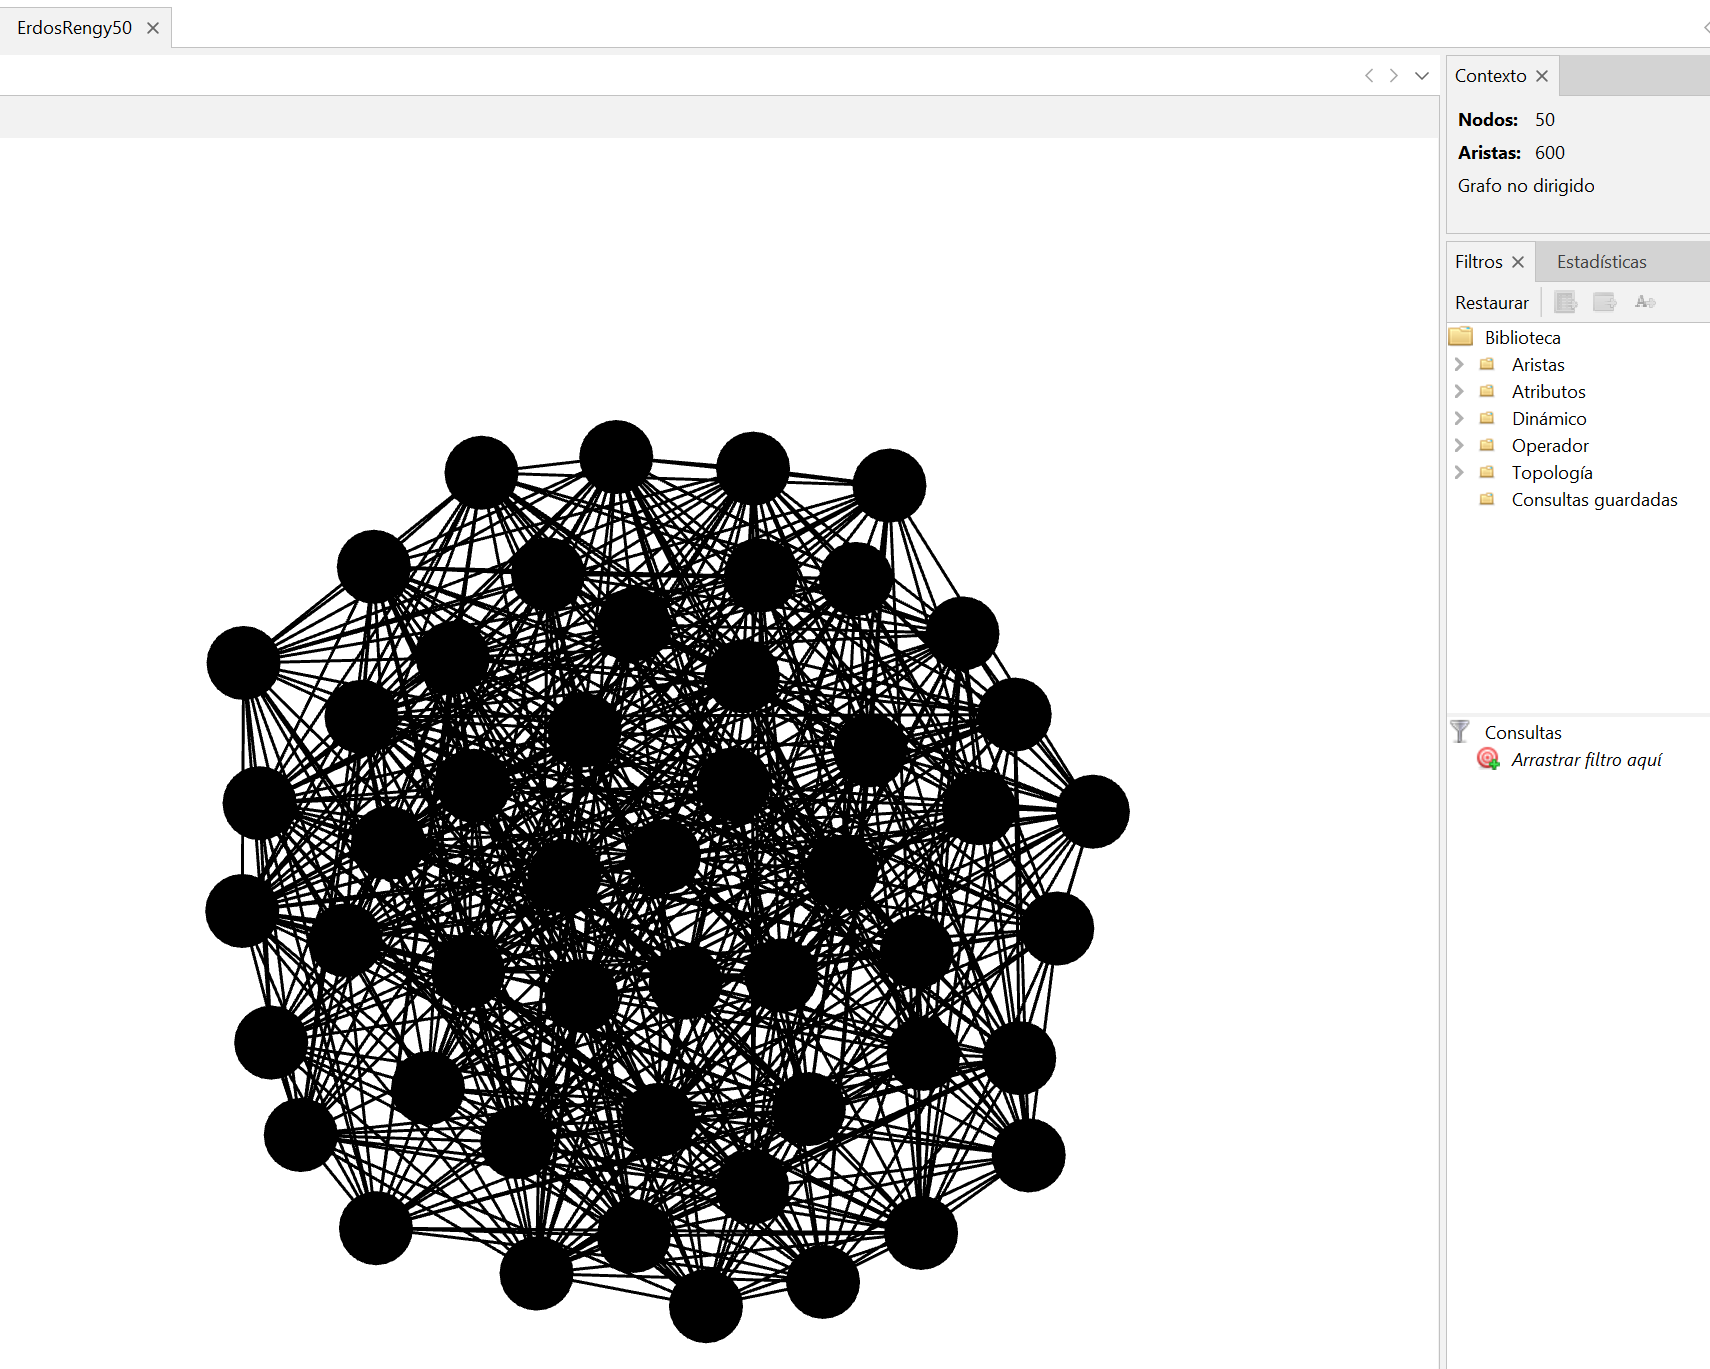 ErdosRengy50
Contexto
Nodos: 50
Aristas: 600
Grafo no dirigido
Filtros Estadísticas
Restaurar
Biblioteca
Aristas
Atributos
Dinámico
Operador
Topología
Consultas guardadas
Consultas
Arrastrar filtro aquí